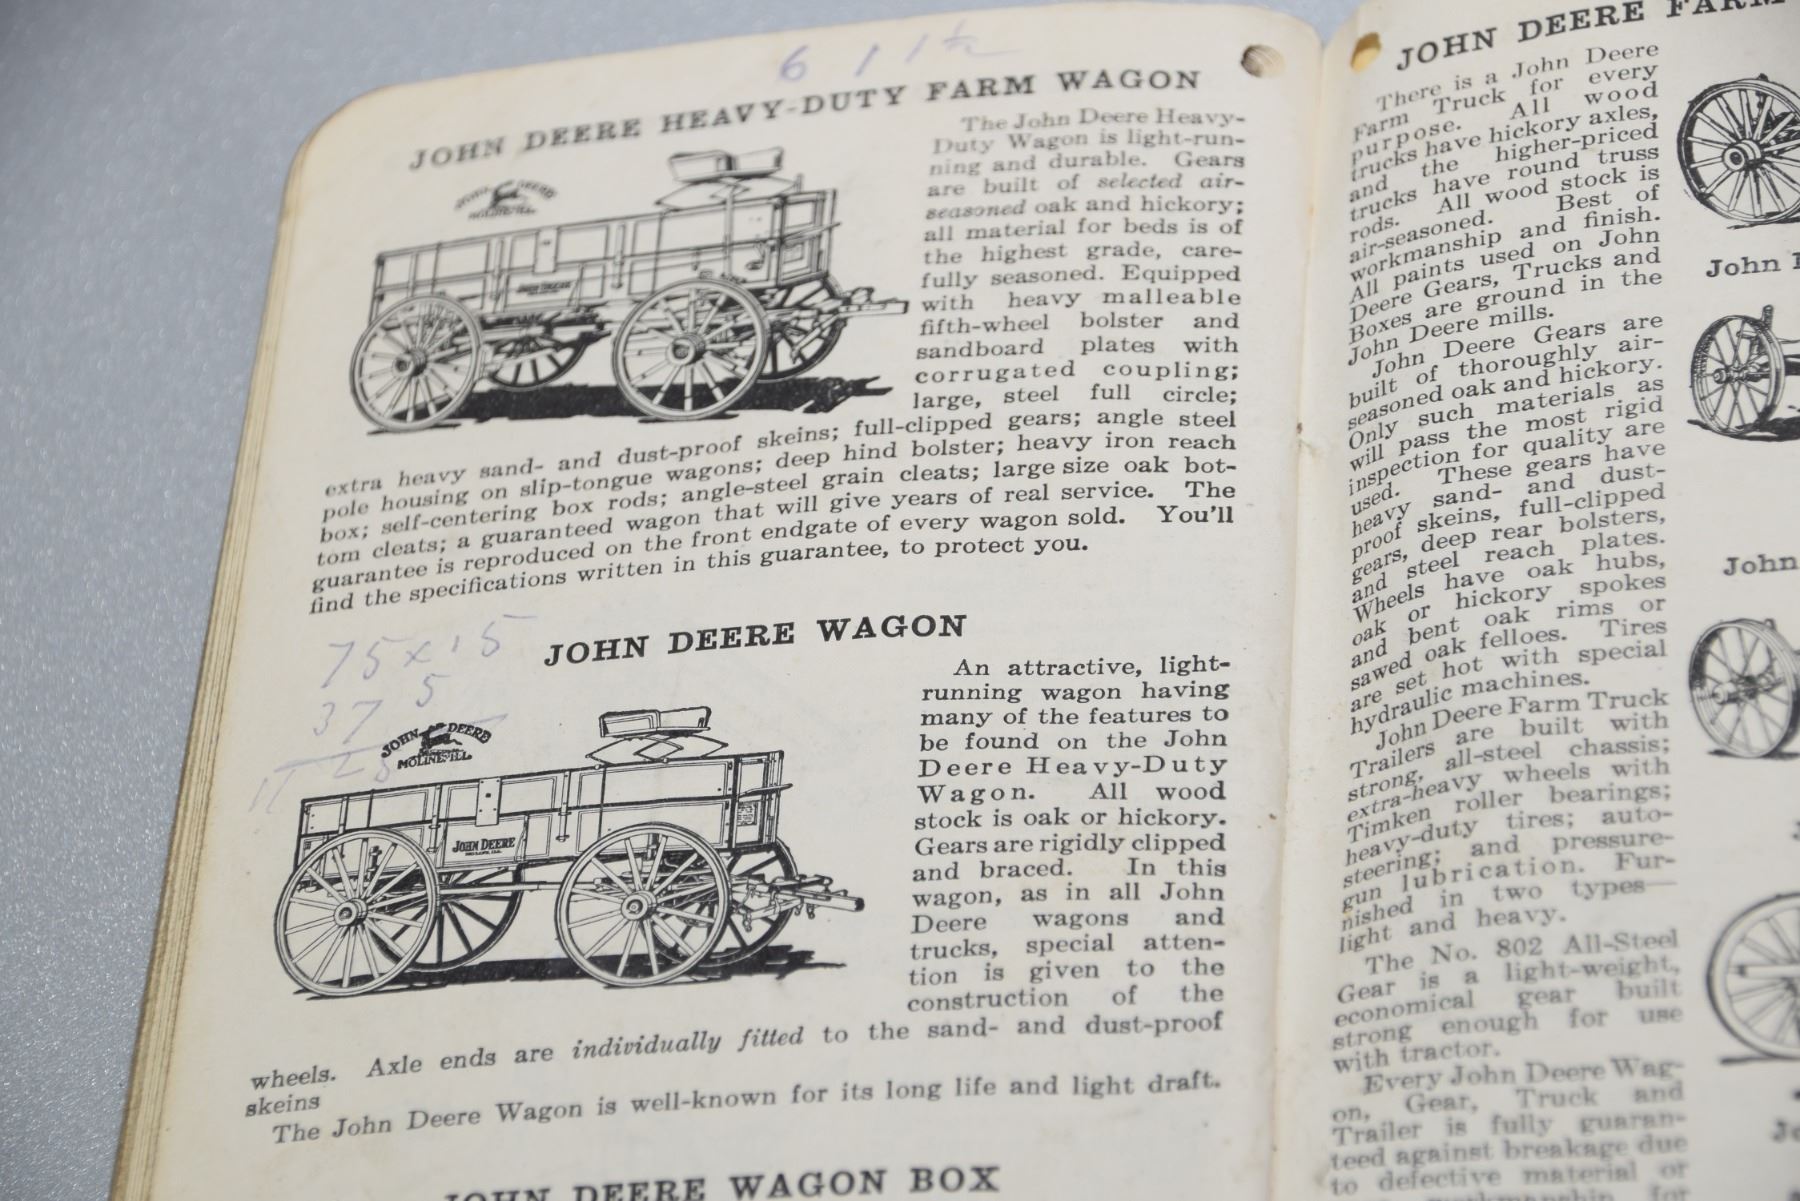 6 1 1 ½
JOHN DEERE HEAVY-DUTY FARM WAGON
JOHN DEERE
MOLINE, ILL.
The John Deere Heavy-
Duty Wagon is light-run-
ning and durable. Gears
are built of selected air-
seasoned oak and hickory;
all material for beds is of
the highest grade, care-
fully seasoned. Equipped
with heavy malleable
fifth-wheel bolster and
sandboard plates with
corrugated coupling;
large, steel full circle;
extra heavy sand- and dust-proof skeins; full-clipped gears; angle steel
pole housing on slip-tongue wagons; deep hind bolster; heavy iron reach
box; self-centering box rods; angle-steel grain cleats; large size oak bot-
tom cleats; a guaranteed wagon that will give years of real service. The
guarantee is reproduced on the front endgate of every wagon sold. You'll
find the specifications written in this guarantee, to protect you.
75 x 15
5
37
JOHN DEERE WAGON
JOHN DEERE
MOLINE, ILL.
JOHN DEERE
An attractive, light-
running wagon having
many of the features to
be found on the John
Deere Heavy-Duty
Wagon. All wood
stock is oak or hickory.
Gears are rigidly clipped
and braced. In this
wagon, as in all John
Deere wagons and
trucks, special atten-
tion is given to the
construction of the
wheels. Axle ends are individually fitted to the sand- and dust-proof
skeins
The John Deere Wagon is well-known for its long life and light draft.
JOHN DEERE WAGON BOX
JOHN DEERE FARM
There is a John Deere
Farm Truck for every
purpose. All wood
trucks have hickory axles,
and the higher-priced
trucks have round truss
rods. All wood stock is
air-seasoned. Best of
workmanship and finish.
All paints used on John
Deere Gears, Trucks and
Boxes are ground in the
John Deere mills.
John Deere Gears are
built of thoroughly air-
seasoned oak and hickory.
Only such materials as
will pass the most rigid
inspection for quality are
used. These gears have
heavy sand- and dust-
proof skeins, full-clipped
gears, deep rear bolsters,
and steel reach plates.
Wheels have oak hubs,
oak or hickory spokes
and bent oak rims or
sawed oak felloes. Tires
are set hot with special
hydraulic machines.
John Deere Farm Truck
Trailers are built with
strong, all-steel chassis;
extra-heavy wheels with
Timken roller bearings;
heavy-duty tires; auto-
steering; and pressure-
gun lubrication. Fur-
nished in two types—
light and heavy.
The No. 802 All-Steel
Gear is a light-weight,
economical gear built
strong enough for use
with tractor.
Every John Deere Wag-
on, Gear, Truck and
Trailer is fully guaran-
teed against breakage due
to defective material or
workmanship for
John
John